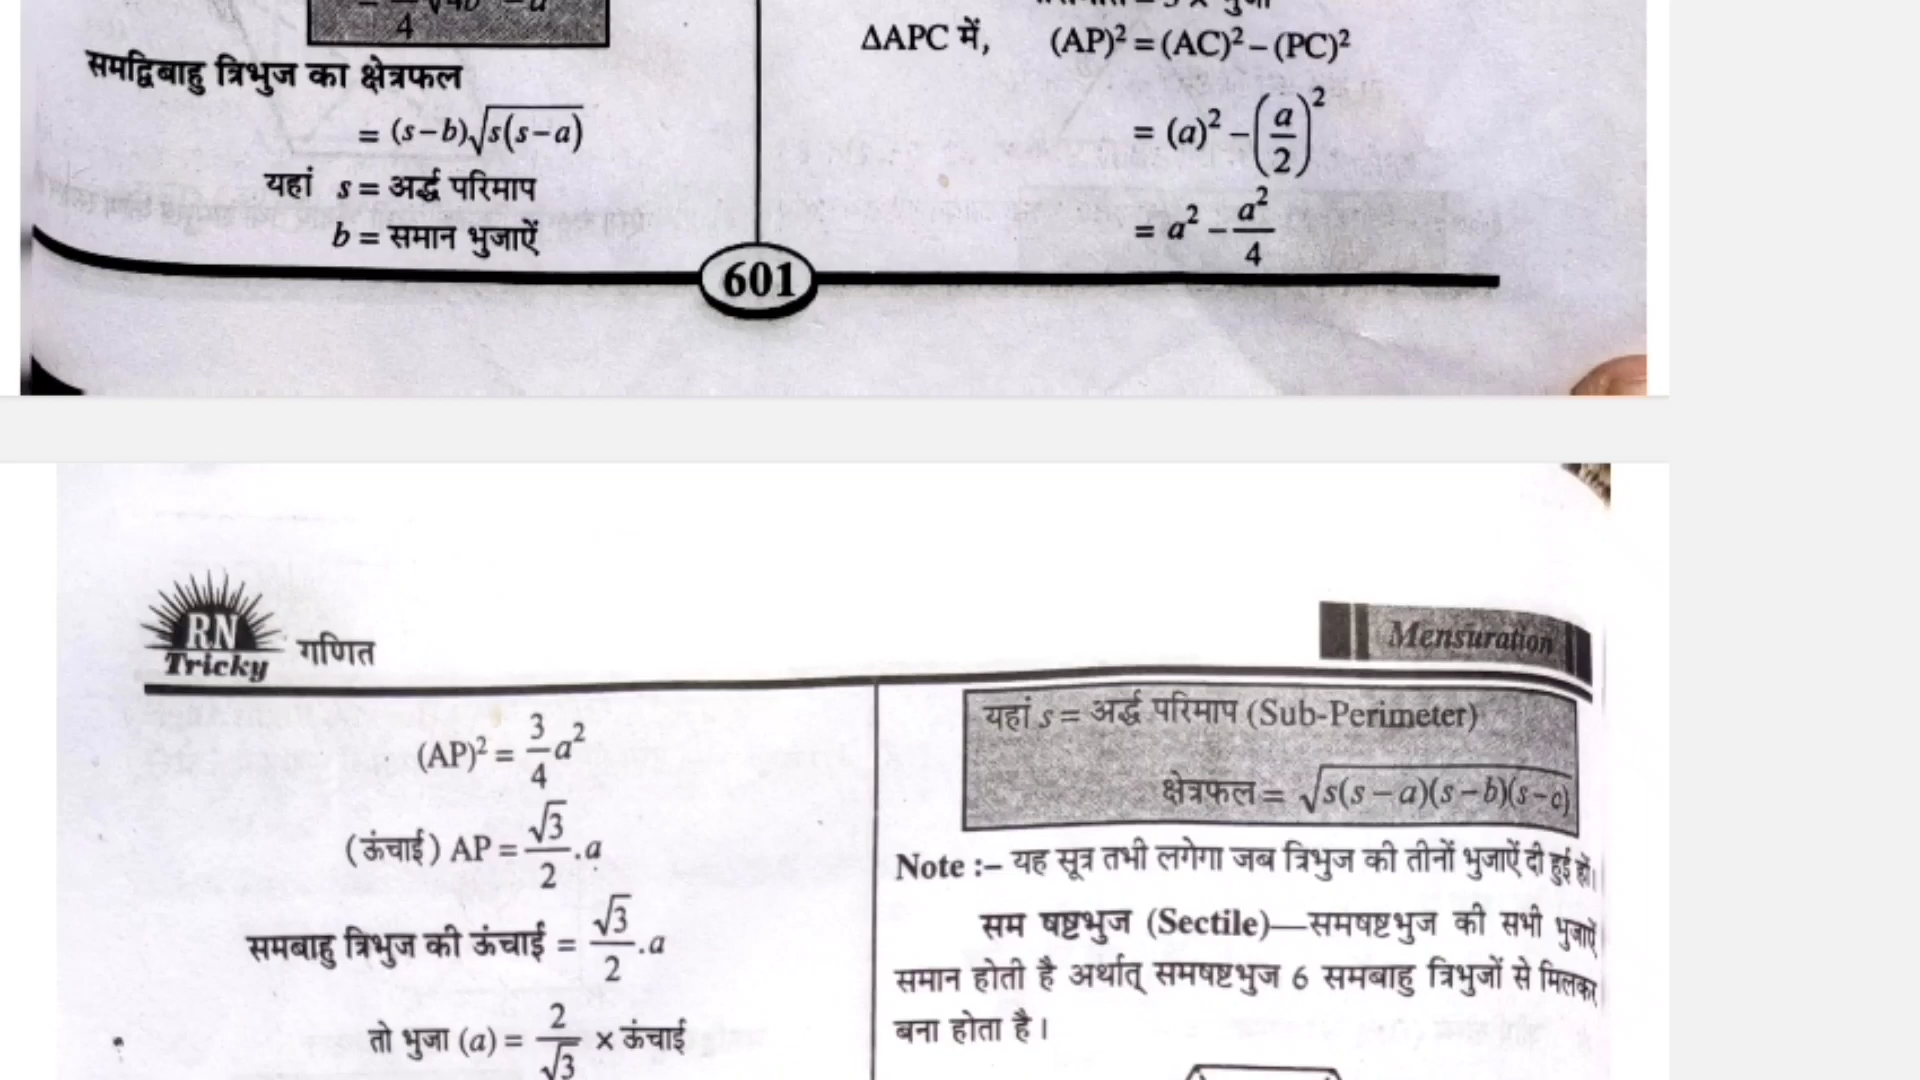 समद्विबाहु त्रिभुज का क्षेत्रफल
= (s–b)√s(s–a)
यहां s = अर्द्ध परिमाप
b = समान भुजाऐं
ΔAPC में, (AP)² = (AC)² – (PC)²
= (a)² – (a/2)²
= a² – a²/4
601
RN
Tricky गणित
Mensuration
(AP)² = 3/4 a²
(ऊंचाई) AP = √3/2 .a
समबाहु त्रिभुज की ऊंचाई = √3/2 .a
तो भुजा (a) = 2/√3 × ऊंचाई
यहां s = अर्द्ध परिमाप (Sub-Perimeter)
क्षेत्रफल = √s(s – a)(s – b)(s – c)
Note :– यह सूत्र तभी लगेगा जब त्रिभुज की तीनों भुजाऐं दी हुई हों।
सम षष्टभुज (Sectile)—समषष्टभुज की सभी भुजाऐं
समान होती है अर्थात् समषष्टभुज 6 समबाहु त्रिभुजों से मिलकर
बना होता है।